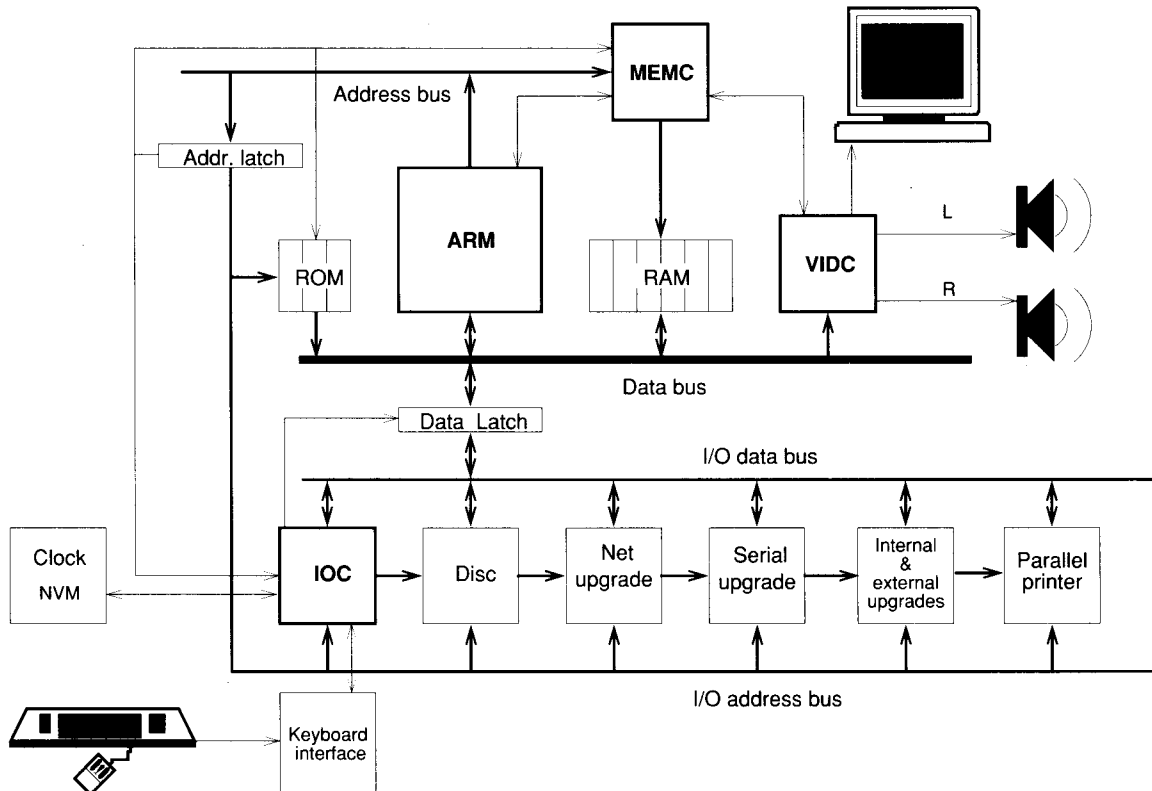 MEMC
Address bus
Addr. latch
ARM
ROM
RAM
VIDC
L
R
Data bus
Data Latch
I/O data bus
Clock
NVM
IOC
Disc
Net
upgrade
Serial
upgrade
Internal
&
external
upgrades
Parallel
printer
I/O address bus
Keyboard
interface